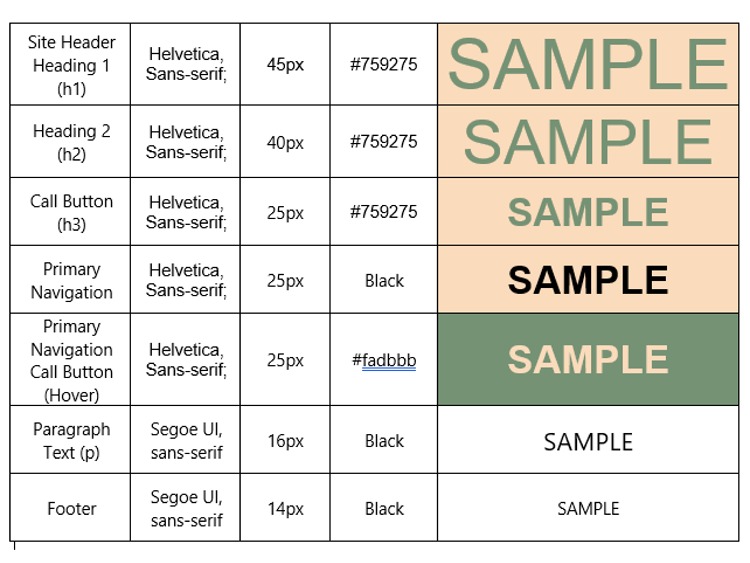 Site Header
Heading 1
(h1)
Helvetica,
Sans-serif;
45px
#759275
SAMPLE
Heading 2
(h2)
Helvetica,
Sans-serif;
40px
#759275
SAMPLE
Call Button
(h3)
Helvetica,
Sans-serif;
25px
#759275
SAMPLE
Primary
Navigation
Helvetica,
Sans-serif;
25px
Black
SAMPLE
Primary
Navigation
Call Button
(Hover)
Helvetica,
Sans-serif;
25px
#fadbbb
SAMPLE
Paragraph
Text (p)
Segoe UI,
sans-serif
16px
Black
SAMPLE
Footer
Segoe UI,
sans-serif
14px
Black
SAMPLE